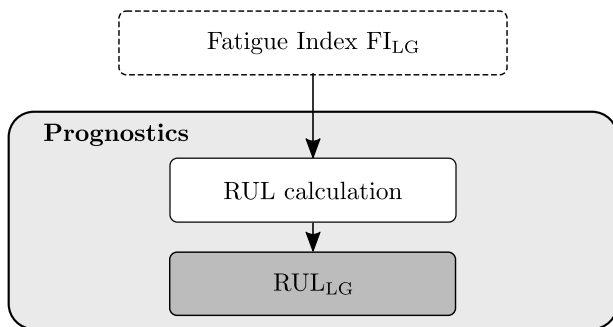 Fatigue Index FI_LG
Prognostics
RUL calculation
RUL_LG